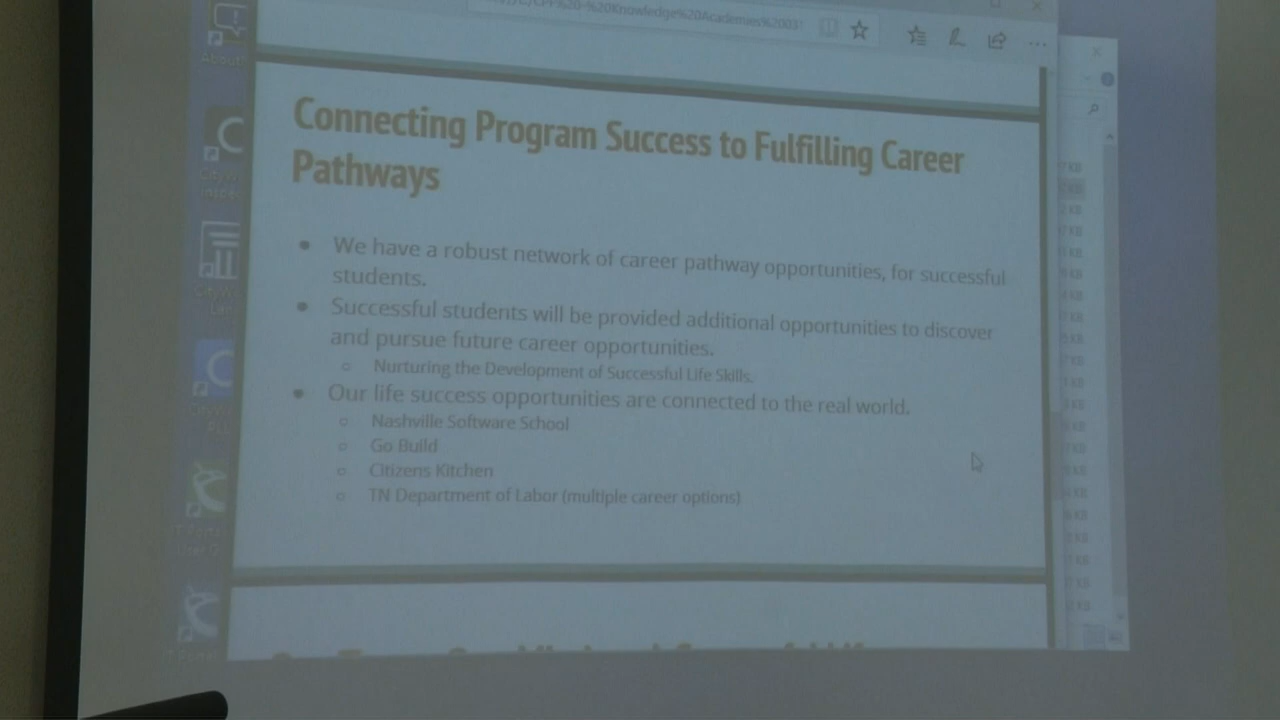 Connecting Program Success to Fulfilling Career
Pathways
• We have a robust network of career pathway opportunities, for successful
students.
• Successful students will be provided additional opportunities to discover
and pursue future career opportunities.
○ Nurturing the Development of Successful Life Skills.
• Our life success opportunities are connected to the real world.
○ Nashville Software School
○ Go Build
○ Citizens Kitchen
○ TN Department of Labor (multiple career options)